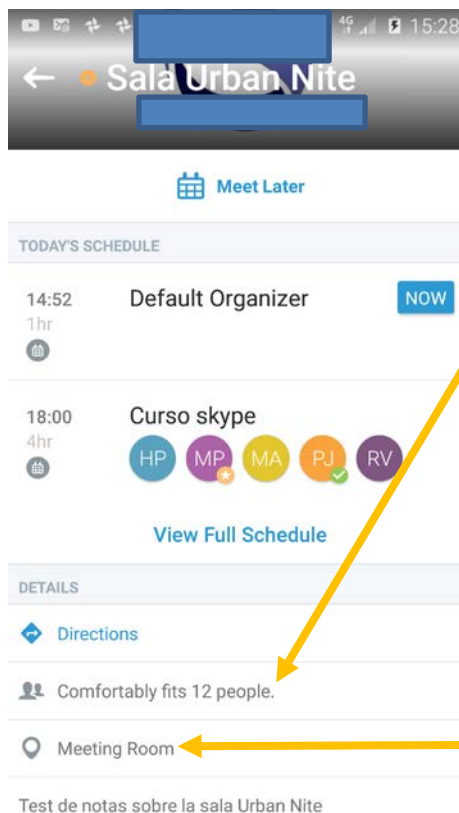 4G 15:28
Sala Urban Nite
Meet Later
TODAY'S SCHEDULE
14:52 Default Organizer NOW
1hr
18:00 Curso skype
4hr HP MP MA PJ RV
View Full Schedule
DETAILS
Directions
Comfortably fits 12 people.
Meeting Room
Test de notas sobre la sala Urban Nite